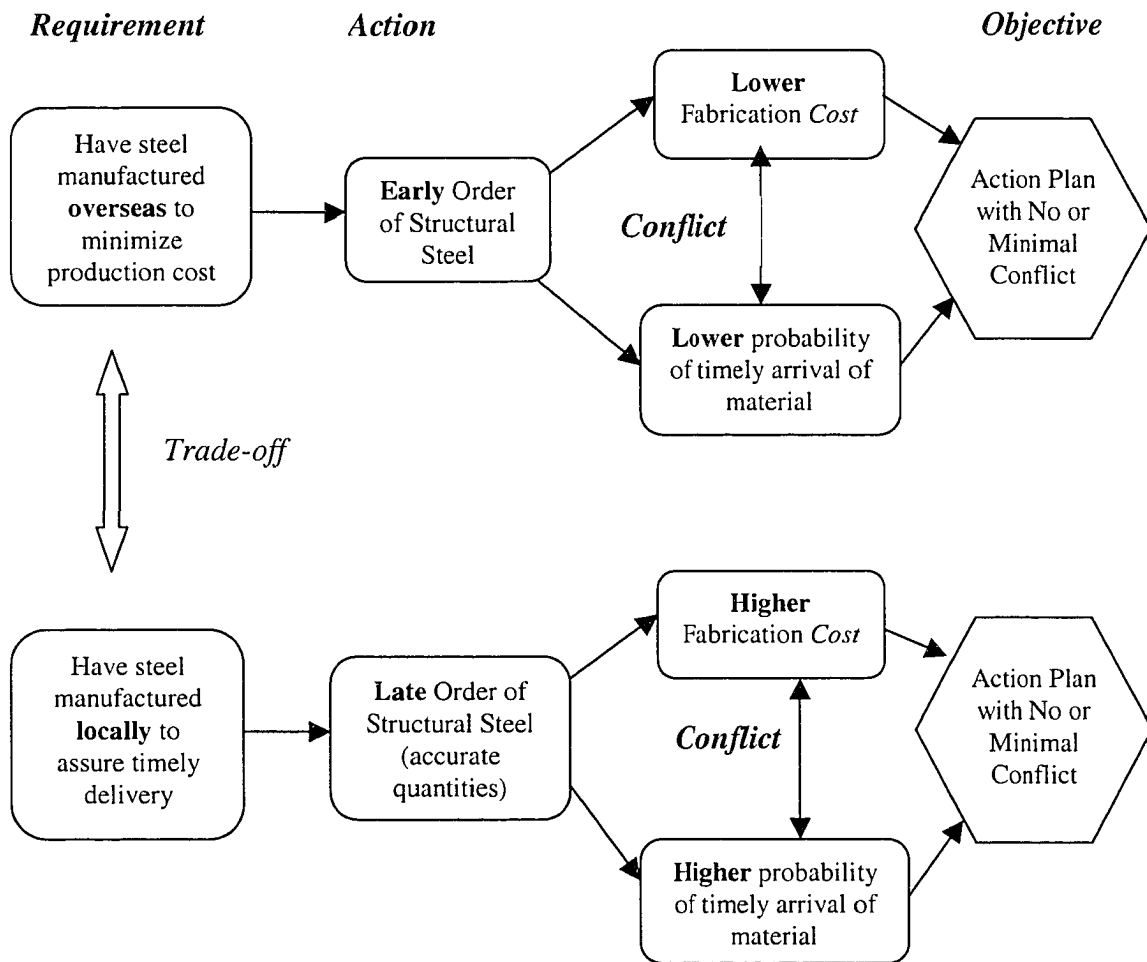 Requirement
Action
Objective
Have steel
manufactured
overseas to
minimize
production cost
Early Order
of Structural
Steel
Lower
Fabrication Cost
Conflict
Lower probability
of timely arrival of
material
Action Plan
with No or
Minimal
Conflict
Trade-off
Have steel
manufactured
locally to
assure timely
delivery
Late Order of
Structural Steel
(accurate
quantities)
Higher
Fabrication Cost
Conflict
Higher probability
of timely arrival of
material
Action Plan
with No or
Minimal
Conflict